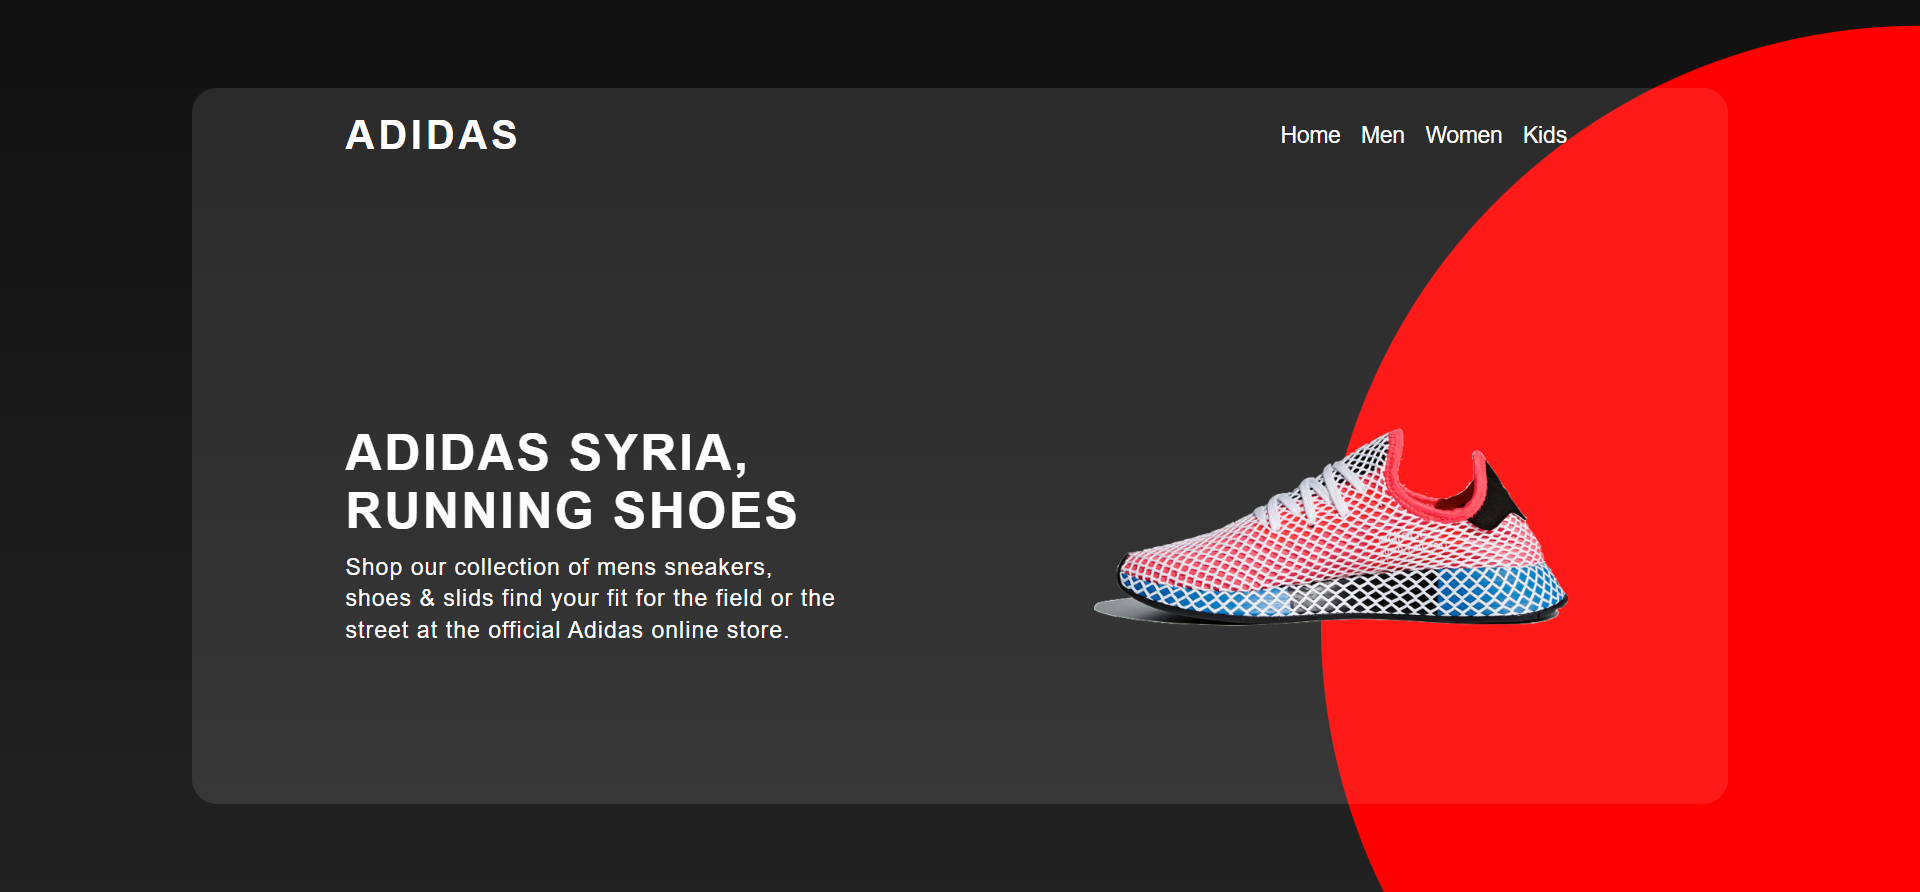 ADIDAS
Home Men Women Kids
ADIDAS SYRIA,
RUNNING SHOES
Shop our collection of mens sneakers,
shoes & slids find your fit for the field or the
street at the official Adidas online store.